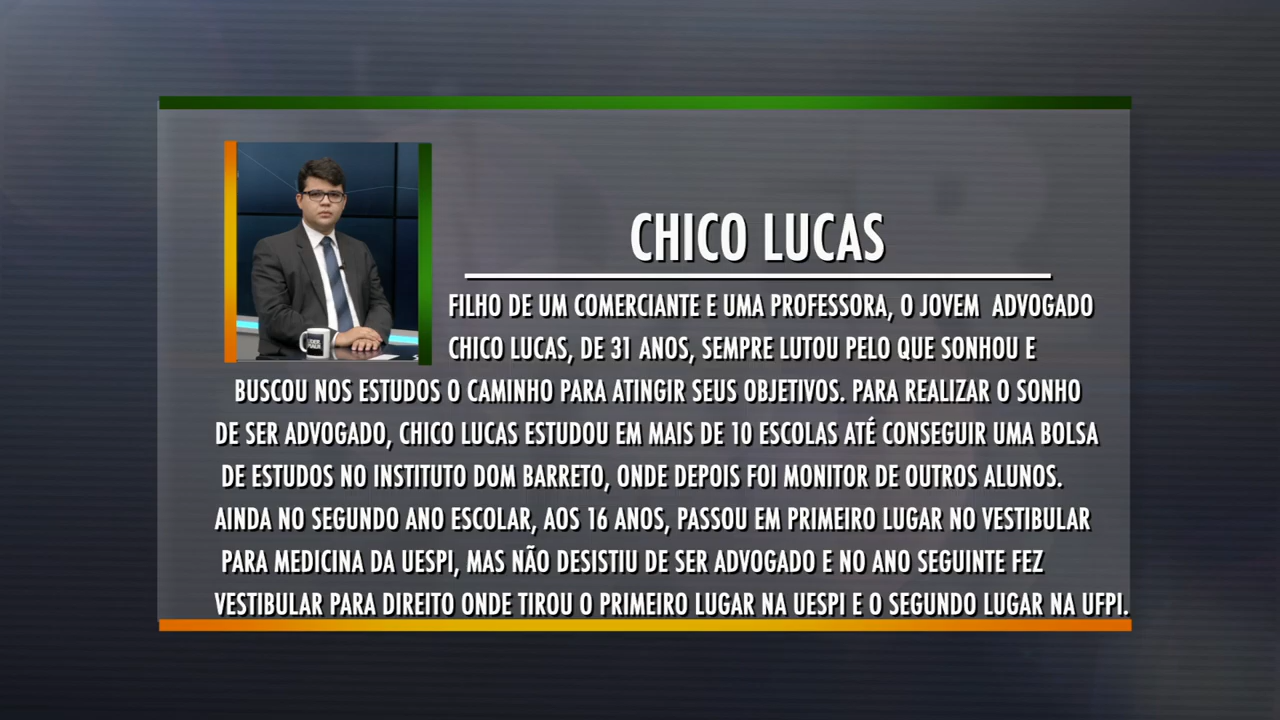 CHICO LUCAS
FILHO DE UM COMERCIANTE E UMA PROFESSORA, O JOVEM ADVOGADO
CHICO LUCAS, DE 31 ANOS, SEMPRE LUTOU PELO QUE SONHOU E
BUSCOU NOS ESTUDOS O CAMINHO PARA ATINGIR SEUS OBJETIVOS. PARA REALIZAR O SONHO
DE SER ADVOGADO, CHICO LUCAS ESTUDOU EM MAIS DE 10 ESCOLAS ATÉ CONSEGUIR UMA BOLSA
DE ESTUDOS NO INSTITUTO DOM BARRETO, ONDE DEPOIS FOI MONITOR DE OUTROS ALUNOS.
AINDA NO SEGUNDO ANO ESCOLAR, AOS 16 ANOS, PASSOU EM PRIMEIRO LUGAR NO VESTIBULAR
PARA MEDICINA DA UESPI, MAS NÃO DESISTIU DE SER ADVOGADO E NO ANO SEGUINTE FEZ
VESTIBULAR PARA DIREITO ONDE TIROU O PRIMEIRO LUGAR NA UESPI E O SEGUNDO LUGAR NA UFPI.